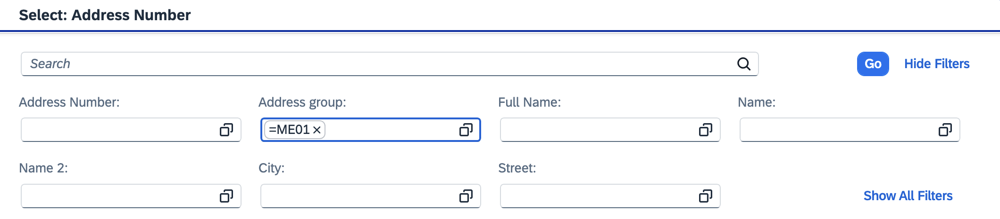 Select: Address Number
Search
Go
Hide Filters
Address Number:
Address group:
Full Name:
Name:
=ME01
Name 2:
City:
Street:
Show All Filters